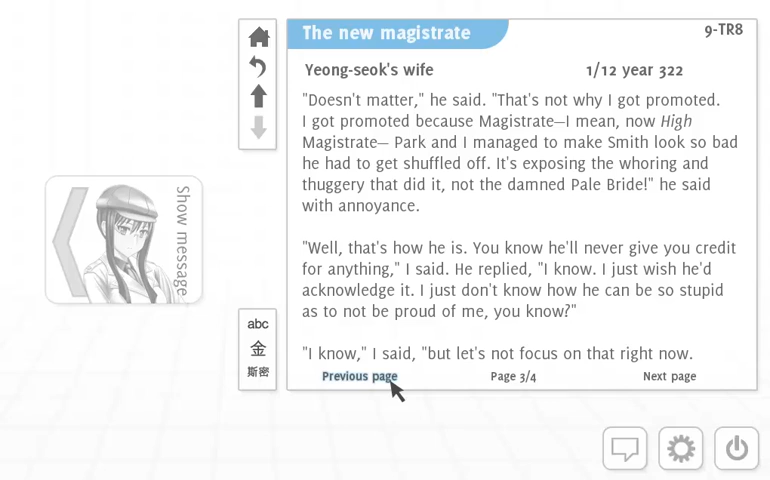 The new magistrate
9-TR8
Yeong-seok's wife
1/12 year 322
"Doesn't matter," he said. "That's not why I got promoted.
I got promoted because Magistrate—I mean, now High
Magistrate— Park and I managed to make Smith look so bad
he had to get shuffled off. It's exposing the whoring and
thuggery that did it, not the damned Pale Bride!" he said
with annoyance.
"Well, that's how he is. You know he'll never give you credit
for anything," I said. He replied, "I know. I just wish he'd
acknowledge it. I just don't know how he can be so stupid
as to not be proud of me, you know?"
"I know," I said, "but let's not focus on that right now.
Previous page
Page 3/4
Next page
Show message
abc
金
斯密